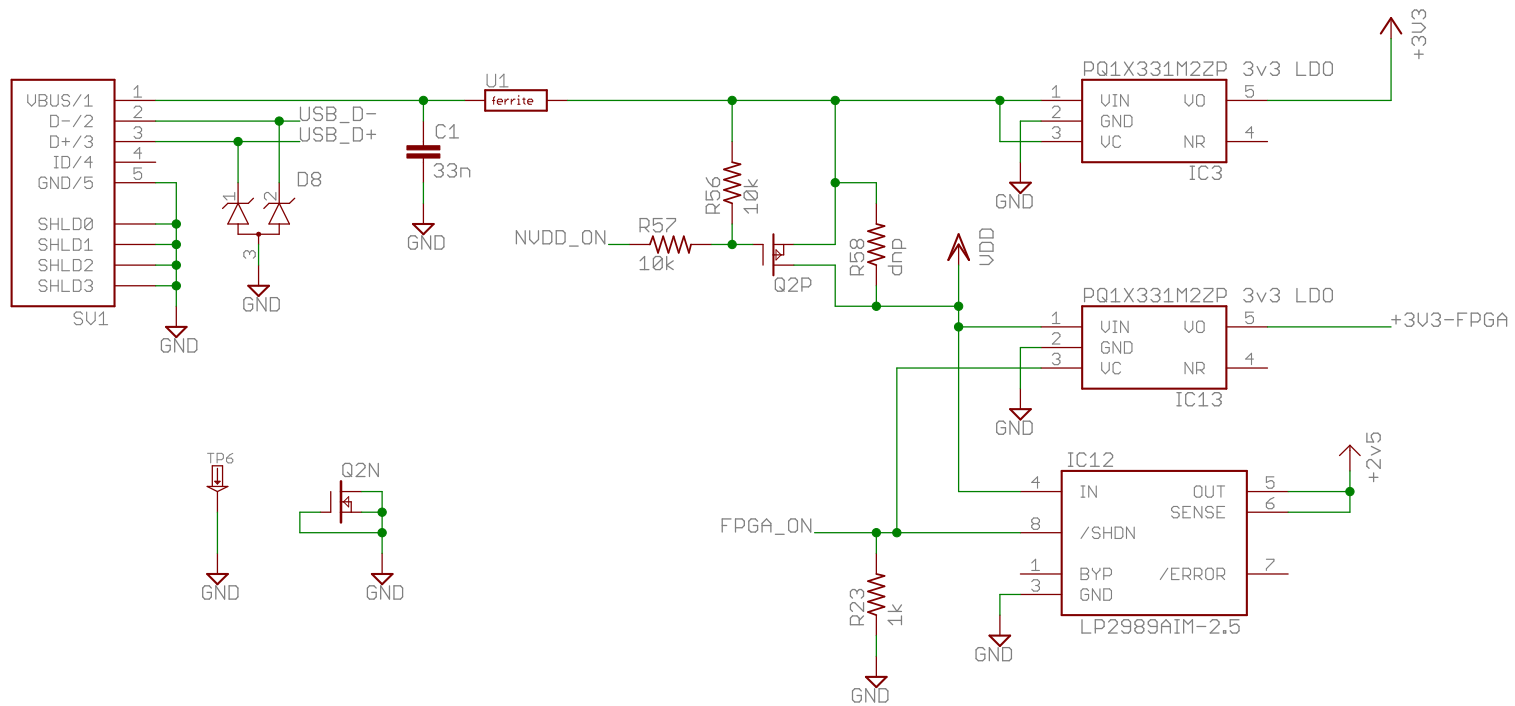 +3V3
PQ1X331M2ZP 3v3 LDO
U1
ferrite
VBUS/1 1
D-/2 2
D+/3 3
ID/4 4
GND/5 5
SHLD0
SHLD1
SHLD2
SHLD3
SV1
GND
USB_D-
USB_D+
1
2
D8
3
GND
C1
33n
GND
R56
10k
NVDD_ON
R57
10k
Q2P
R58
dnp
VDD
1 VIN VO 5
2 GND
3 VC NR 4
IC3
GND
PQ1X331M2ZP 3v3 LDO
1 VIN VO 5
+3V3-FPGA
2 GND
3 VC NR 4
IC13
GND
TP6
GND
Q2N
GND
IC12
+2v5
4 IN OUT 5
SENSE 6
8 /SHDN
1 BYP /ERROR 7
3 GND
LP2989AIM-2.5
GND
FPGA_ON
R23
1k
GND